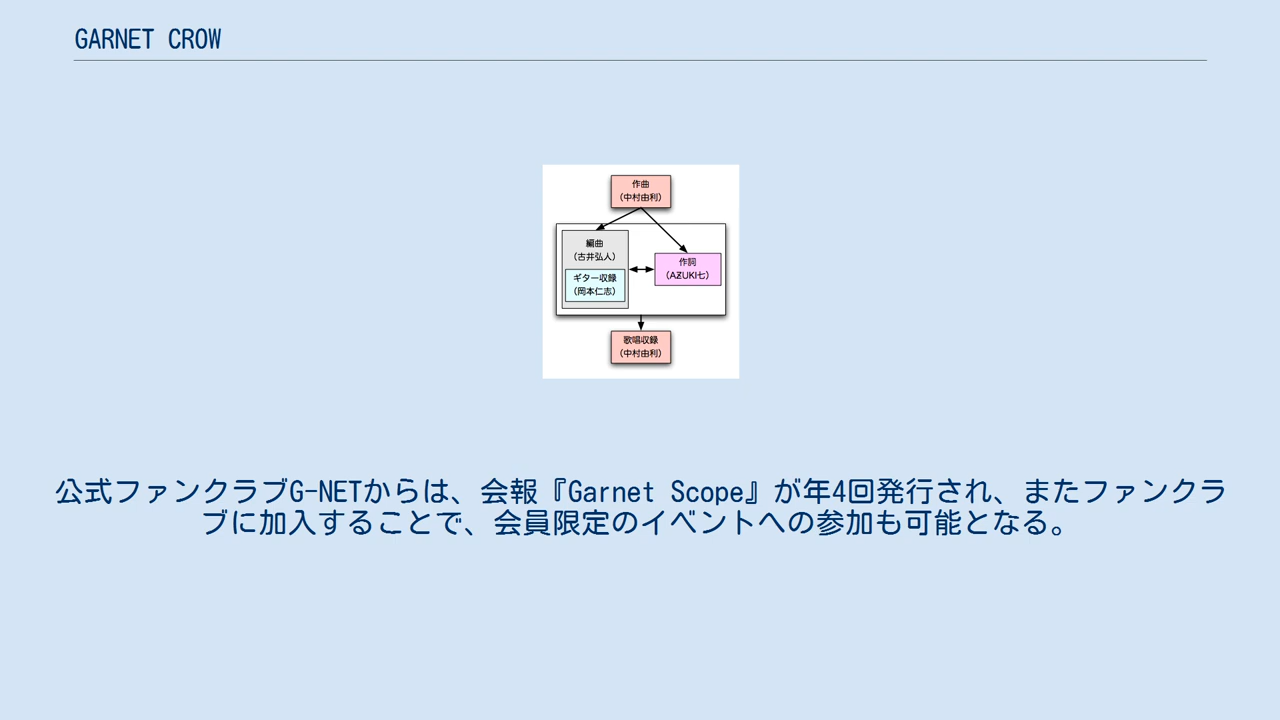 GARNET CROW
作曲
（中村由利）
編曲
（古井弘人）
ギター収録
（岡本仁志）
作詞
（AZUKI七）
歌唱収録
（中村由利）
公式ファンクラブG-NETからは、会報『Garnet Scope』が年4回発行され、またファンクラ
ブに加入することで、会員限定のイベントへの参加も可能となる。